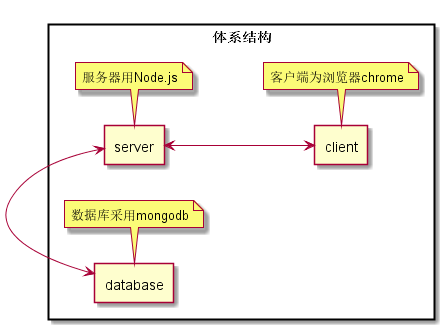 体系结构
服务器用Node.js
客户端为浏览器chrome
server
client
数据库采用mongodb
database